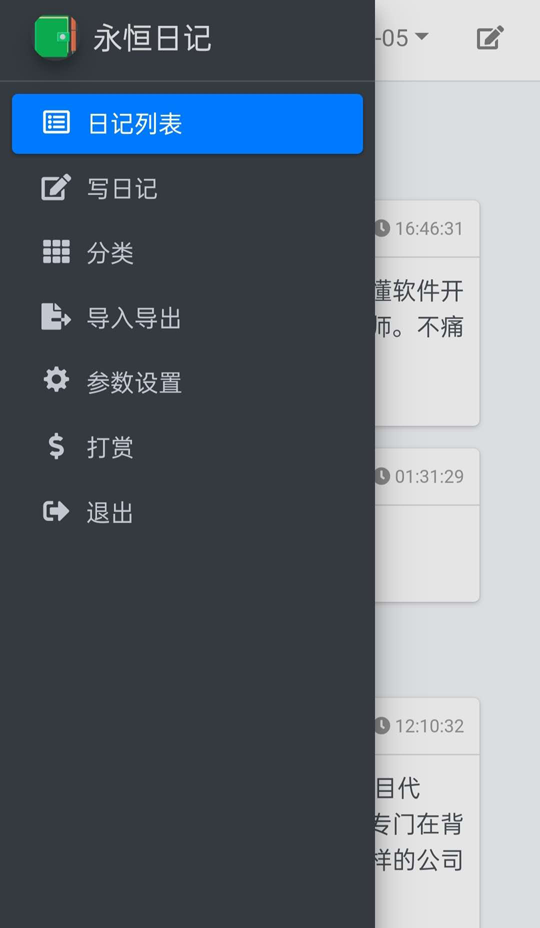 永恒日记
-05
日记列表
写日记
分类
导入导出
参数设置
打赏
退出
16:46:31
懂软件开
师。不痛
01:31:29
12:10:32
目代
专门在背
样的公司